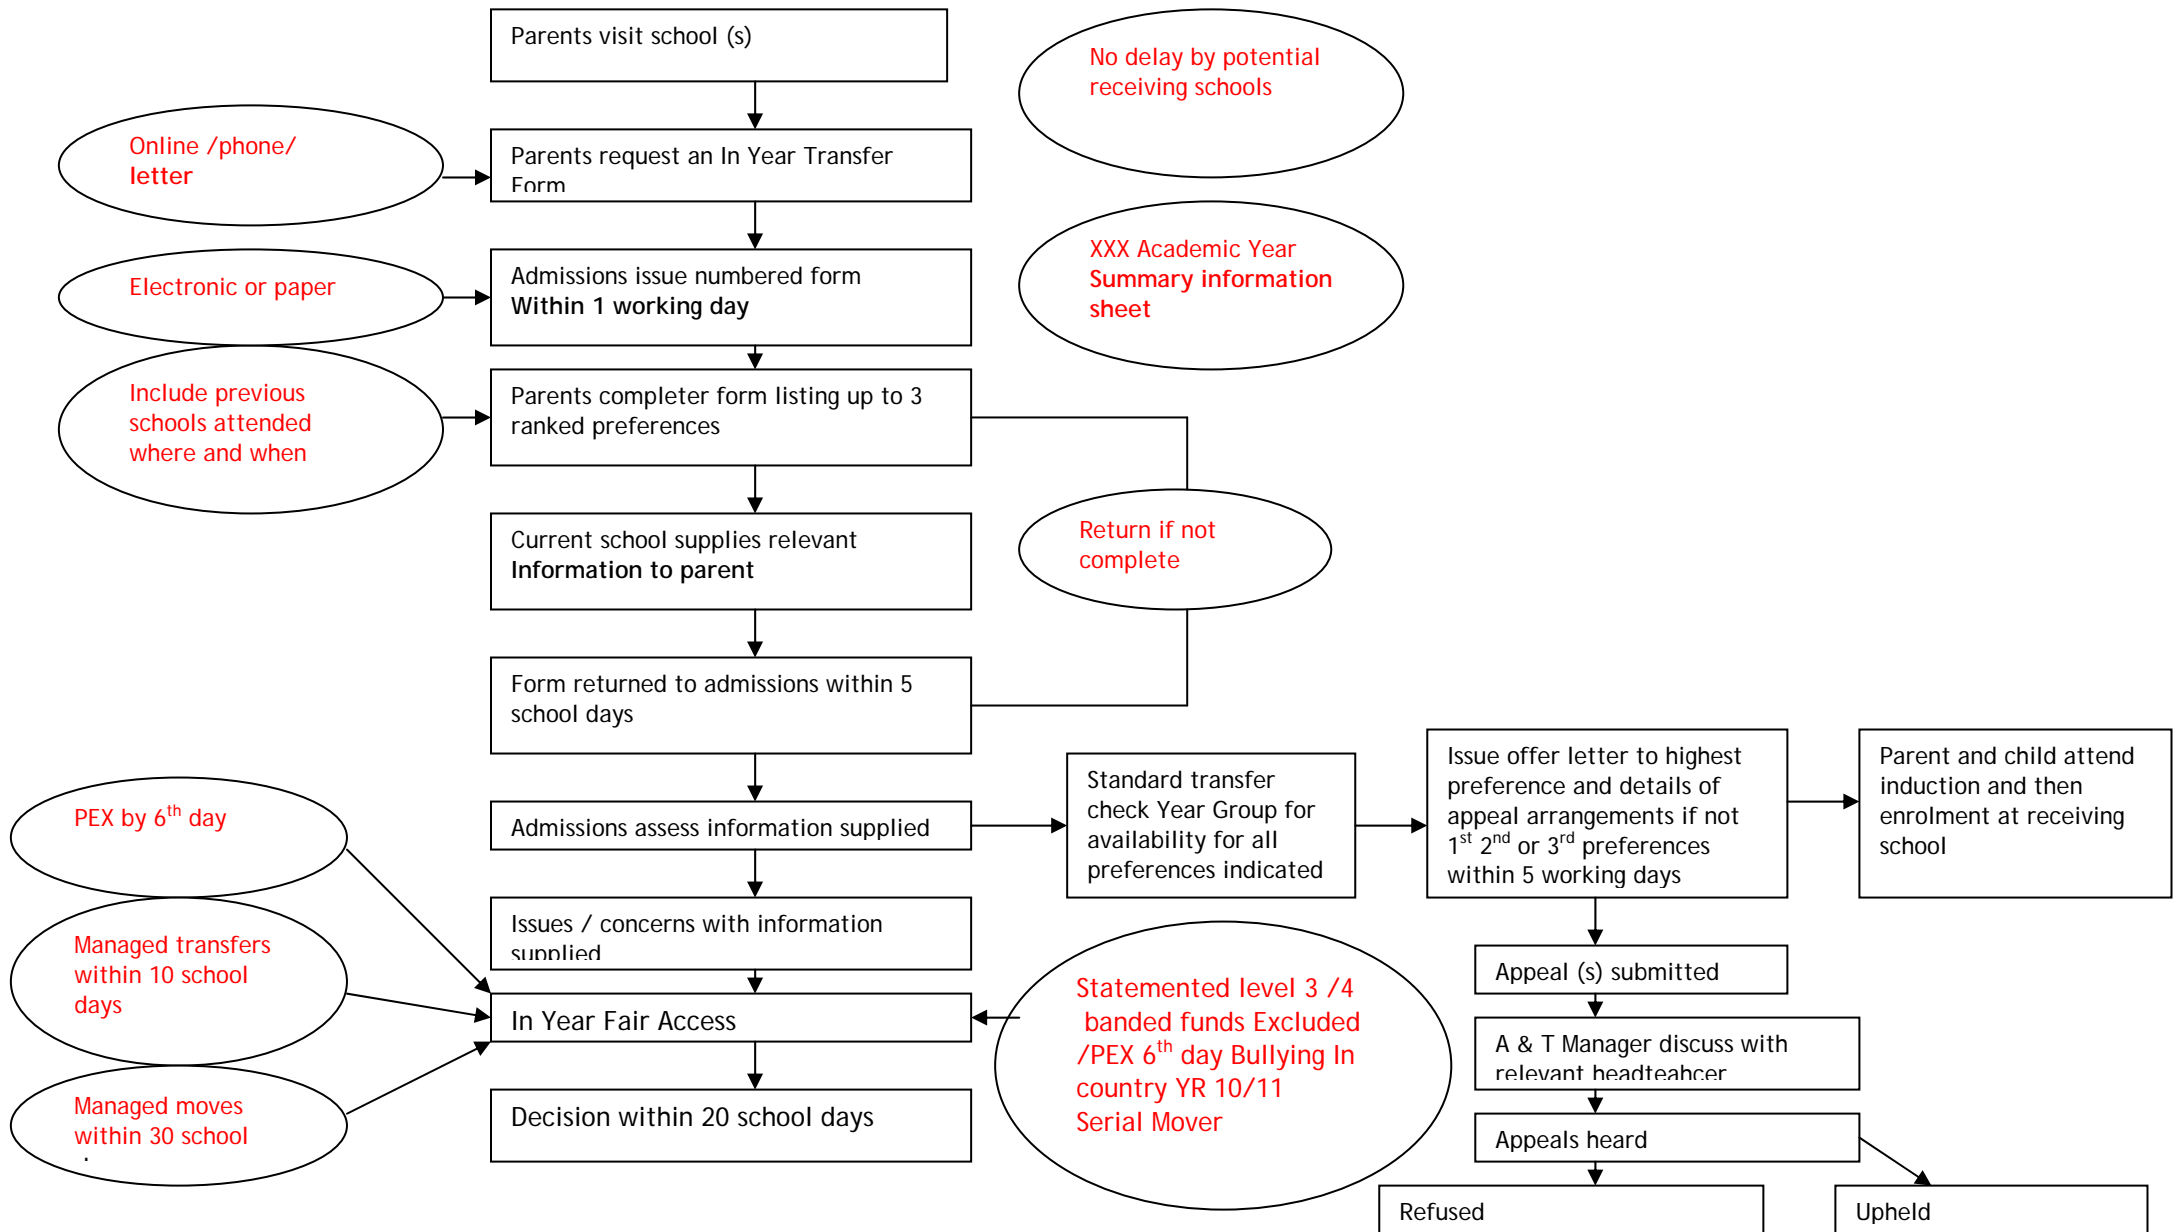 Parents visit school (s)
No delay by potential
receiving schools
Online /phone/
letter
Parents request an In Year Transfer
Form
XXX Academic Year
Summary information
sheet
Electronic or paper
Admissions issue numbered form
Within 1 working day
Include previous
schools attended
where and when
Parents completer form listing up to 3
ranked preferences
Current school supplies relevant
Information to parent
Return if not
complete
Form returned to admissions within 5
school days
PEX by 6th day
Admissions assess information supplied
Standard transfer
check Year Group for
availability for all
preferences indicated
Issue offer letter to highest
preference and details of
appeal arrangements if not
1st 2nd or 3rd preferences
within 5 working days
Parent and child attend
induction and then
enrolment at receiving
school
Issues / concerns with information
supplied
Managed transfers
within 10 school
days
In Year Fair Access
Statemented level 3 /4
banded funds Excluded
/PEX 6th day Bullying In
country YR 10/11
Serial Mover
Appeal (s) submitted
A & T Manager discuss with
relevant headteahcer
Managed moves
within 30 school
Decision within 20 school days
Appeals heard
Refused
Upheld